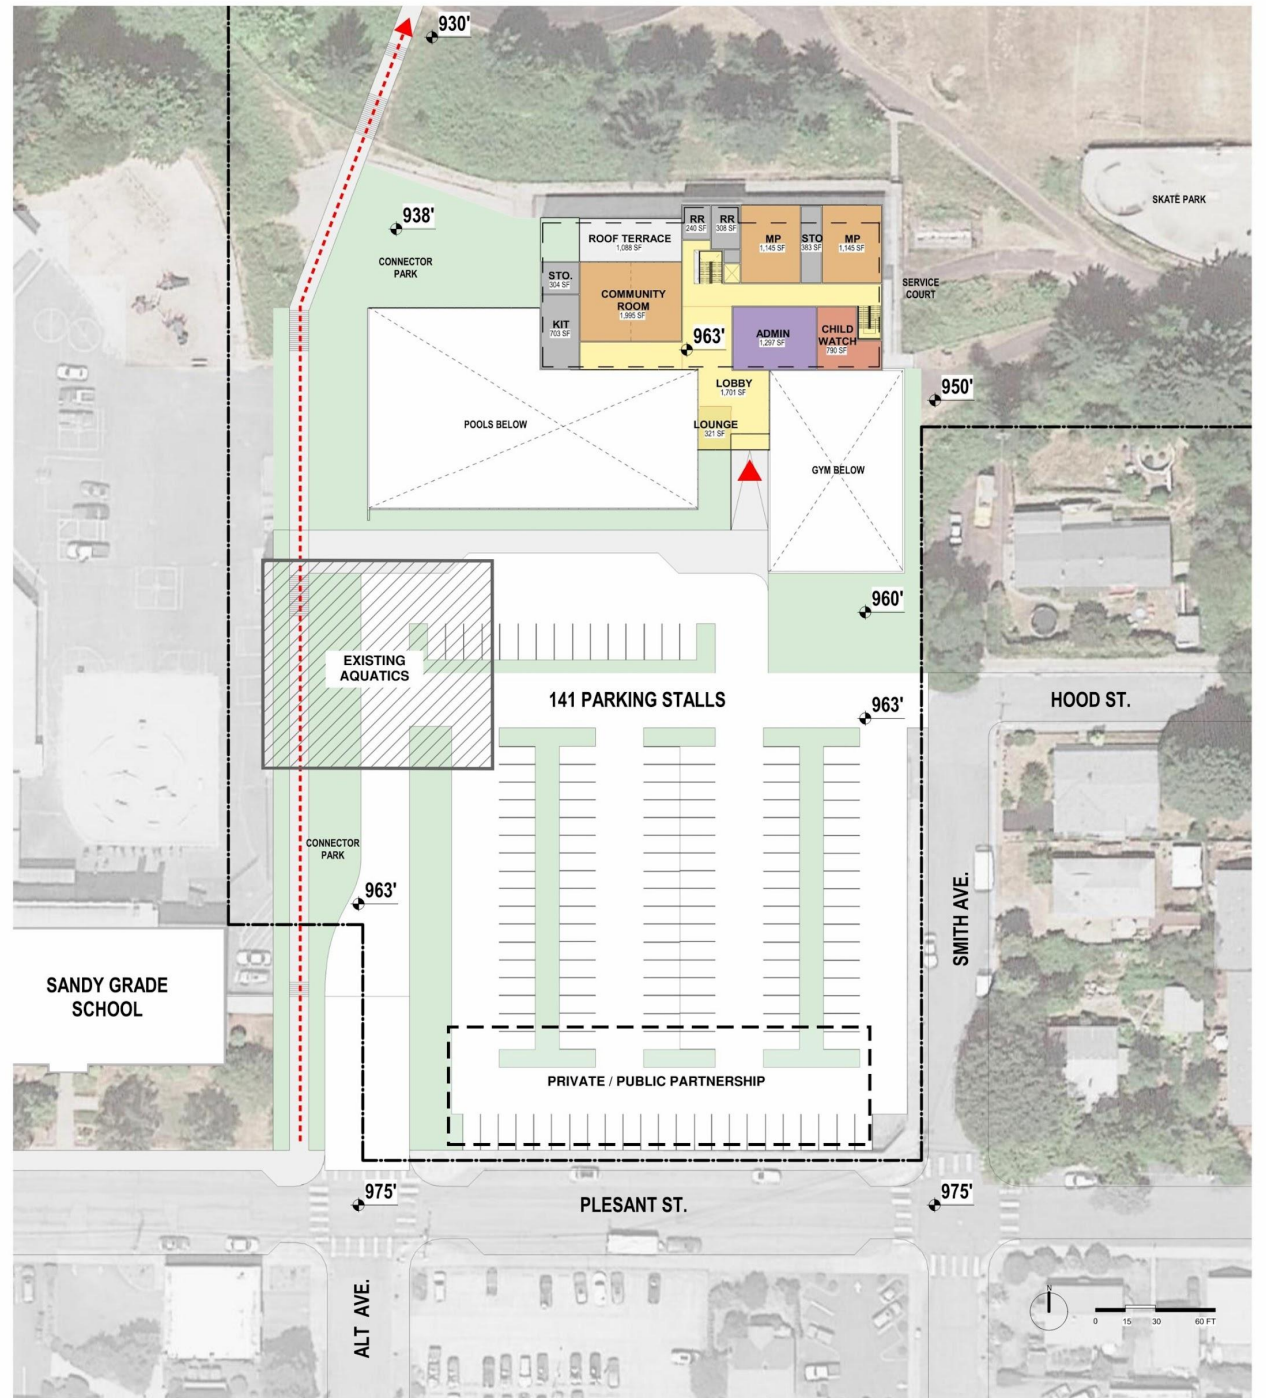 930'
938'
CONNECTOR
PARK
SKATE PARK
ROOF TERRACE
1,088 SF
RR
240 SF
RR
308 SF
MP
1,145 SF
STO
383 SF
MP
1,145 SF
STO.
304 SF
COMMUNITY
ROOM
1,995 SF
KIT
703 SF
963'
ADMIN
1,297 SF
CHILD
WATCH
790 SF
SERVICE
COURT
LOBBY
1,701 SF
LOUNGE
321 SF
950'
POOLS BELOW
GYM BELOW
960'
EXISTING
AQUATICS
141 PARKING STALLS
963'
HOOD ST.
CONNECTOR
PARK
963'
SMITH AVE.
SANDY GRADE
SCHOOL
PRIVATE / PUBLIC PARTNERSHIP
975'
PLESANT ST.
975'
ALT AVE.
N
0 15 30 60 FT